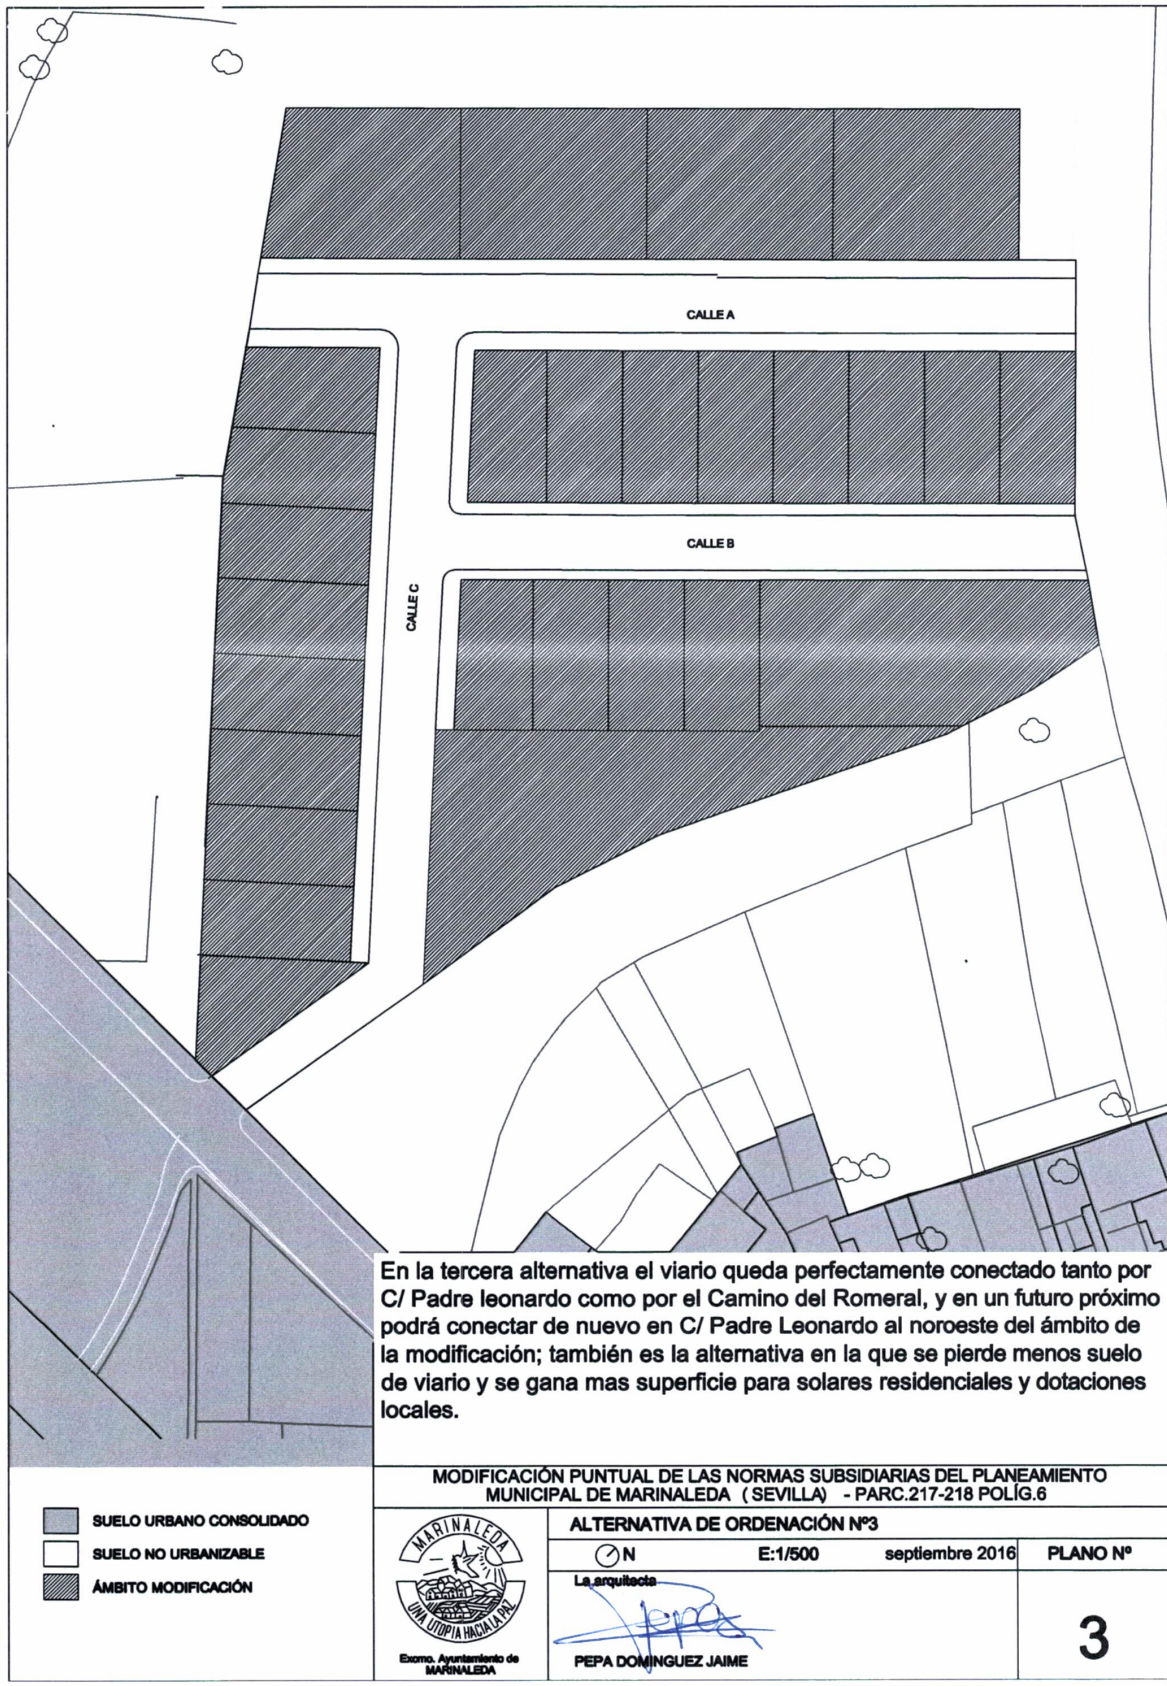 CALLE A
CALLE B
CALLE C
En la tercera alternativa el viario queda perfectamente conectado tanto por
C/ Padre leonardo como por el Camino del Romeral, y en un futuro próximo
podrá conectar de nuevo en C/ Padre Leonardo al noroeste del ámbito de
la modificación; también es la alternativa en la que se pierde menos suelo
de viario y se gana mas superficie para solares residenciales y dotaciones
locales.
SUELO URBANO CONSOLIDADO
SUELO NO URBANIZABLE
ÁMBITO MODIFICACIÓN
MODIFICACIÓN PUNTUAL DE LAS NORMAS SUBSIDIARIAS DEL PLANEAMIENTO
MUNICIPAL DE MARINALEDA ( SEVILLA) - PARC.217-218 POLÍG.6
MARINALEDA
UNA UTOPIA HACIA LA PAZ
Excmo. Ayuntamiento de
MARINALEDA
ALTERNATIVA DE ORDENACIÓN Nº3
N E:1/500 septiembre 2016 PLANO Nº
La arquitecta
Pepa
PEPA DOMINGUEZ JAIME
3